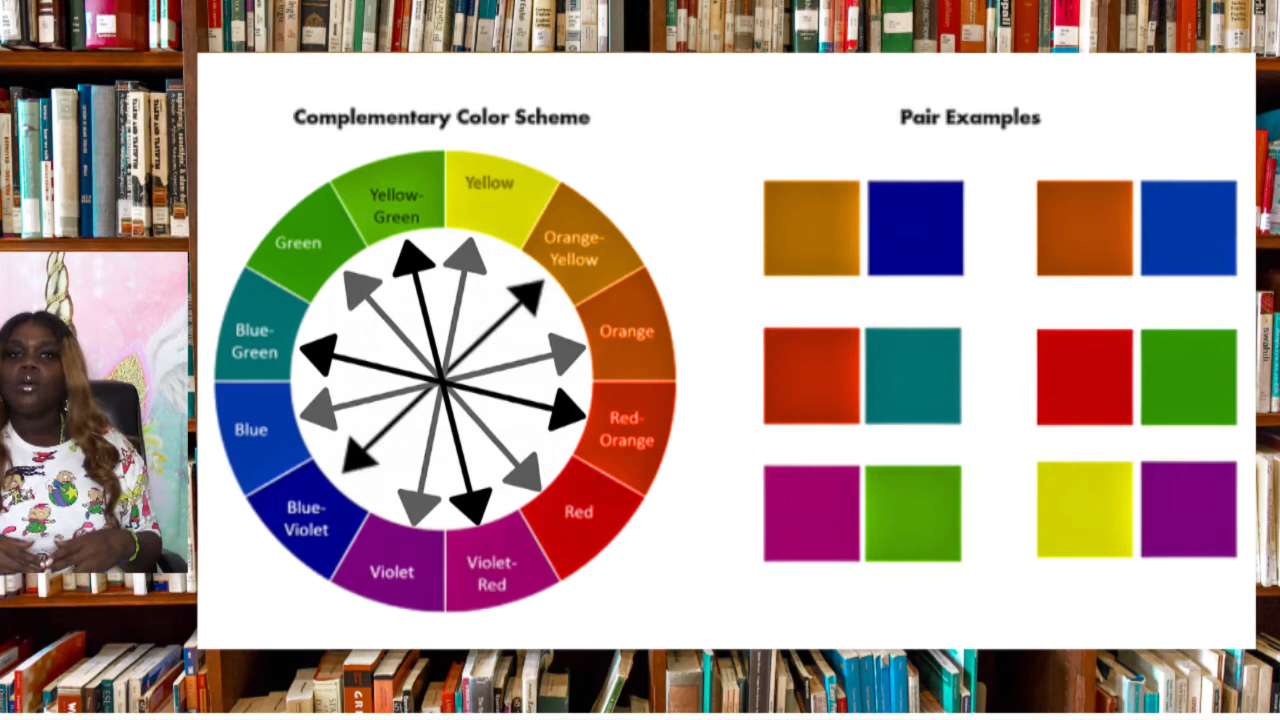 Complementary Color Scheme
Pair Examples
Yellow-
Green
Yellow
Green
Orange-
Yellow
Blue-
Green
Orange
Blue
Red-
Orange
Blue-
Violet
Red
Violet
Violet-
Red